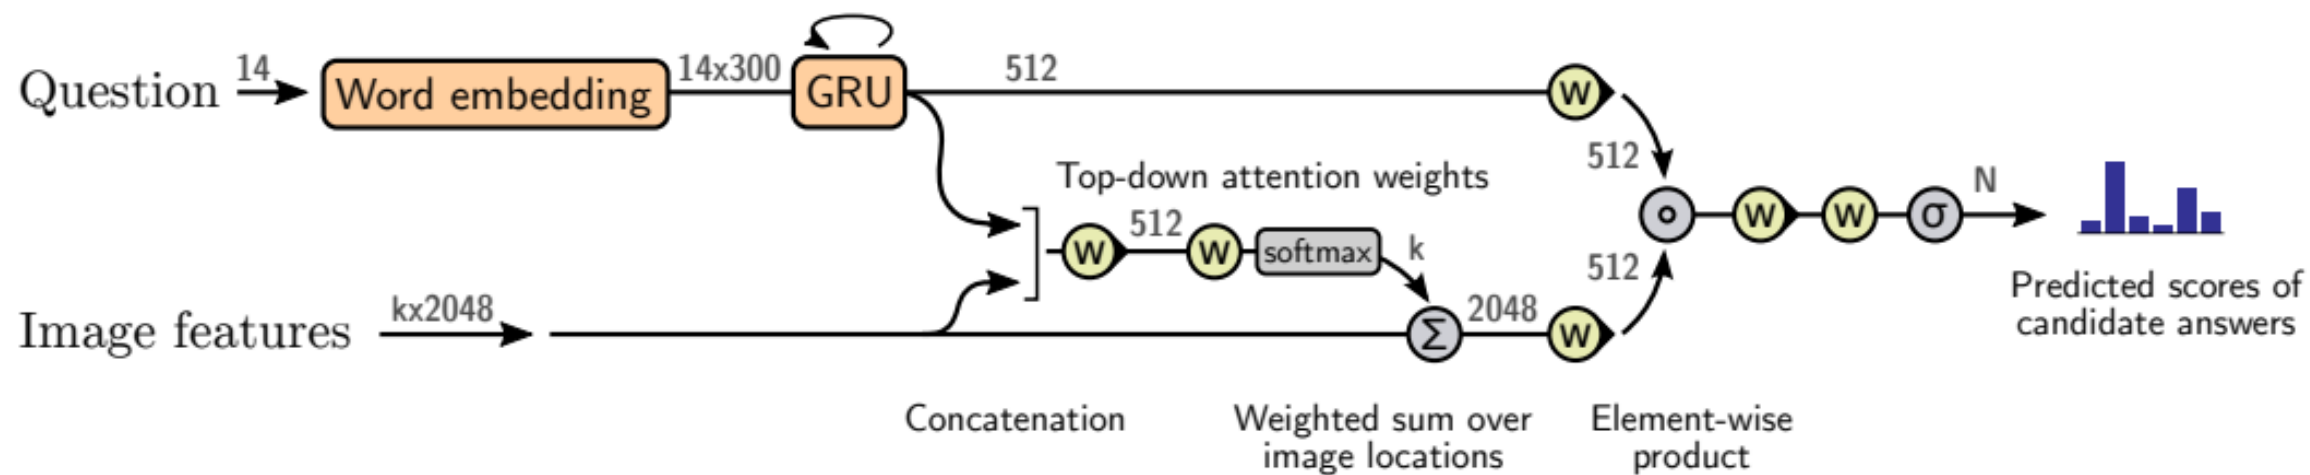 Question
14
Word embedding
14x300
GRU
512
W
512
Top-down attention weights
W
512
W
softmax
k
W
W
σ
N
Image features
kx2048
Σ
2048
W
512
Predicted scores of
candidate answers
Concatenation
Weighted sum over
image locations
Element-wise
product